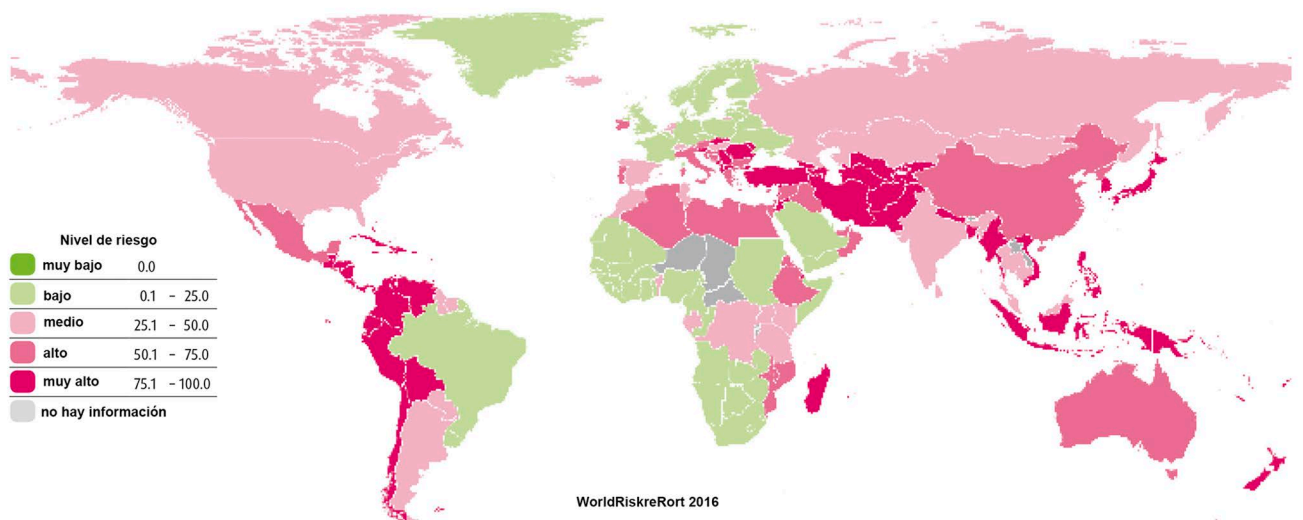 Nivel de riesgo
muy bajo 0.0
bajo 0.1 – 25.0
medio 25.1 – 50.0
alto 50.1 – 75.0
muy alto 75.1 – 100.0
no hay información
WorldRiskreRort 2016